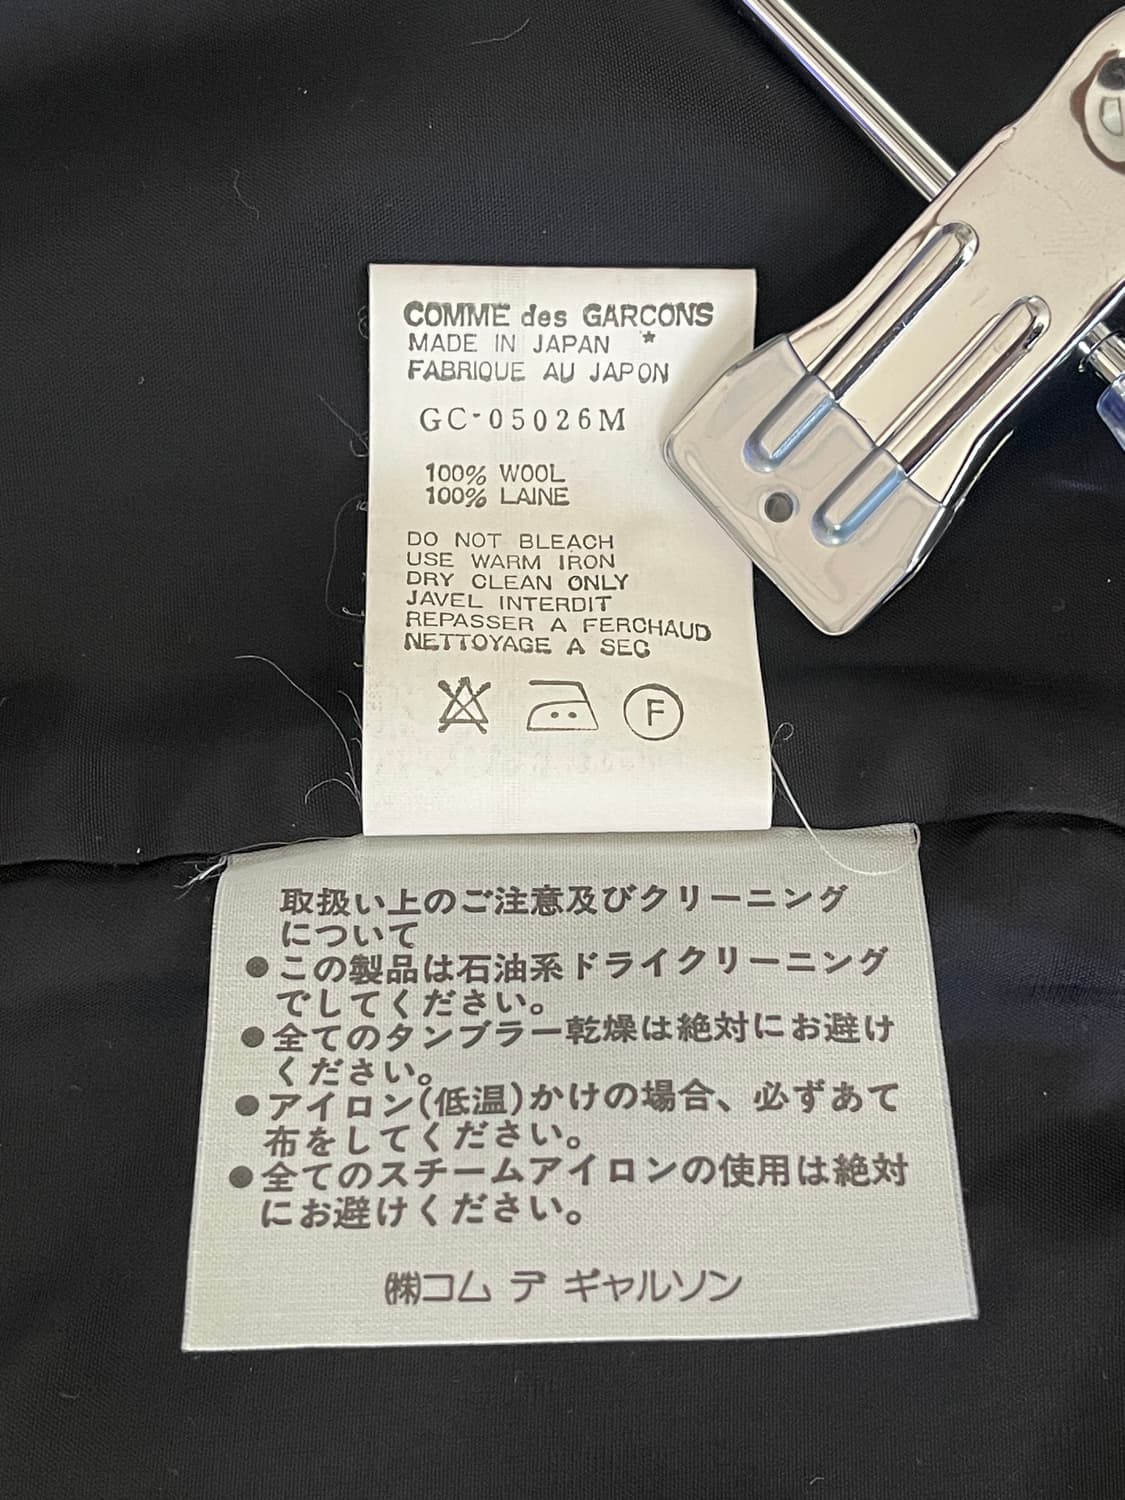 COMME des GARCONS
MADE IN JAPAN *
FABRIQUE AU JAPON
GC-05026M
100% WOOL
100% LAINE
DO NOT BLEACH
USE WARM IRON
DRY CLEAN ONLY
JAVEL INTERDIT
REPASSER A FERCHAUD
NETTOYAGE A SEC
F
取扱い上のご注意及びクリーニング
について
●この製品は石油系ドライクリーニング
でしてください。
●全てのタンブラー乾燥は絶対にお避け
ください。
●アイロン(低温)かけの場合、必ずあて
布をしてください。
●全てのスチームアイロンの使用は絶対
にお避けください。
㈱コム デ ギャルソン